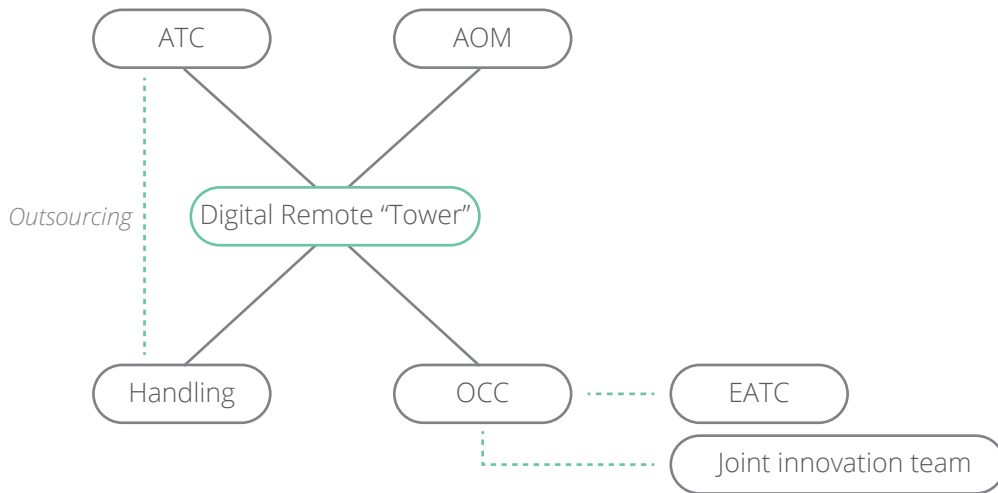 ATC
AOM
Outsourcing
Digital Remote “Tower”
Handling
OCC
EATC
Joint innovation team